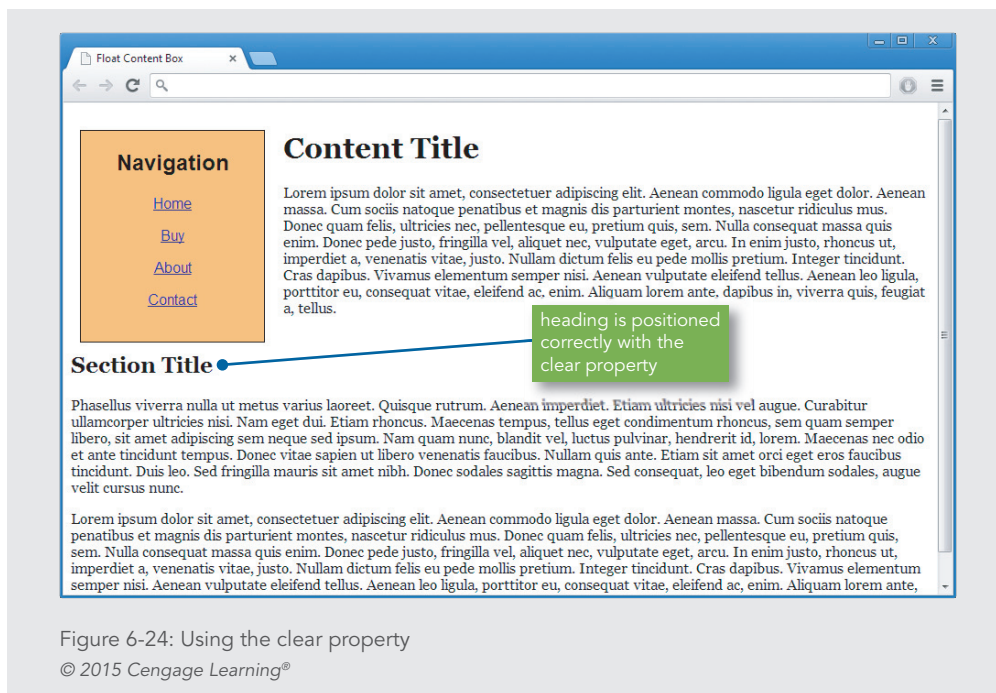 Float Content Box
Navigation
Home
Buy
About
Contact
Content Title
Lorem ipsum dolor sit amet, consectetuer adipiscing elit. Aenean commodo ligula eget dolor. Aenean
massa. Cum sociis natoque penatibus et magnis dis parturient montes, nascetur ridiculus mus.
Donec quam felis, ultricies nec, pellentesque eu, pretium quis, sem. Nulla consequat massa quis
enim. Donec pede justo, fringilla vel, aliquet nec, vulputate eget, arcu. In enim justo, rhoncus ut,
imperdiet a, venenatis vitae, justo. Nullam dictum felis eu pede mollis pretium. Integer tincidunt.
Cras dapibus. Vivamus elementum semper nisi. Aenean vulputate eleifend tellus. Aenean leo ligula,
porttitor eu, consequat vitae, eleifend ac, enim. Aliquam lorem ante, dapibus in, viverra quis, feugiat
a, tellus.
heading is positioned
correctly with the
clear property
Section Title
Phasellus viverra nulla ut metus varius laoreet. Quisque rutrum. Aenean imperdiet. Etiam ultricies nisi vel augue. Curabitur
ullamcorper ultricies nisi. Nam eget dui. Etiam rhoncus. Maecenas tempus, tellus eget condimentum rhoncus, sem quam semper
libero, sit amet adipiscing sem neque sed ipsum. Nam quam nunc, blandit vel, luctus pulvinar, hendrerit id, lorem. Maecenas nec odio
et ante tincidunt tempus. Donec vitae sapien ut libero venenatis faucibus. Nullam quis ante. Etiam sit amet orci eget eros faucibus
tincidunt. Duis leo. Sed fringilla mauris sit amet nibh. Donec sodales sagittis magna. Sed consequat, leo eget bibendum sodales, augue
velit cursus nunc.
Lorem ipsum dolor sit amet, consectetuer adipiscing elit. Aenean commodo ligula eget dolor. Aenean massa. Cum sociis natoque
penatibus et magnis dis parturient montes, nascetur ridiculus mus. Donec quam felis, ultricies nec, pellentesque eu, pretium quis,
sem. Nulla consequat massa quis enim. Donec pede justo, fringilla vel, aliquet nec, vulputate eget, arcu. In enim justo, rhoncus ut,
imperdiet a, venenatis vitae, justo. Nullam dictum felis eu pede mollis pretium. Integer tincidunt. Cras dapibus. Vivamus elementum
semper nisi. Aenean vulputate eleifend tellus. Aenean leo ligula, porttitor eu, consequat vitae, eleifend ac, enim. Aliquam lorem ante,
Figure 6-24: Using the clear property
© 2015 Cengage Learning®